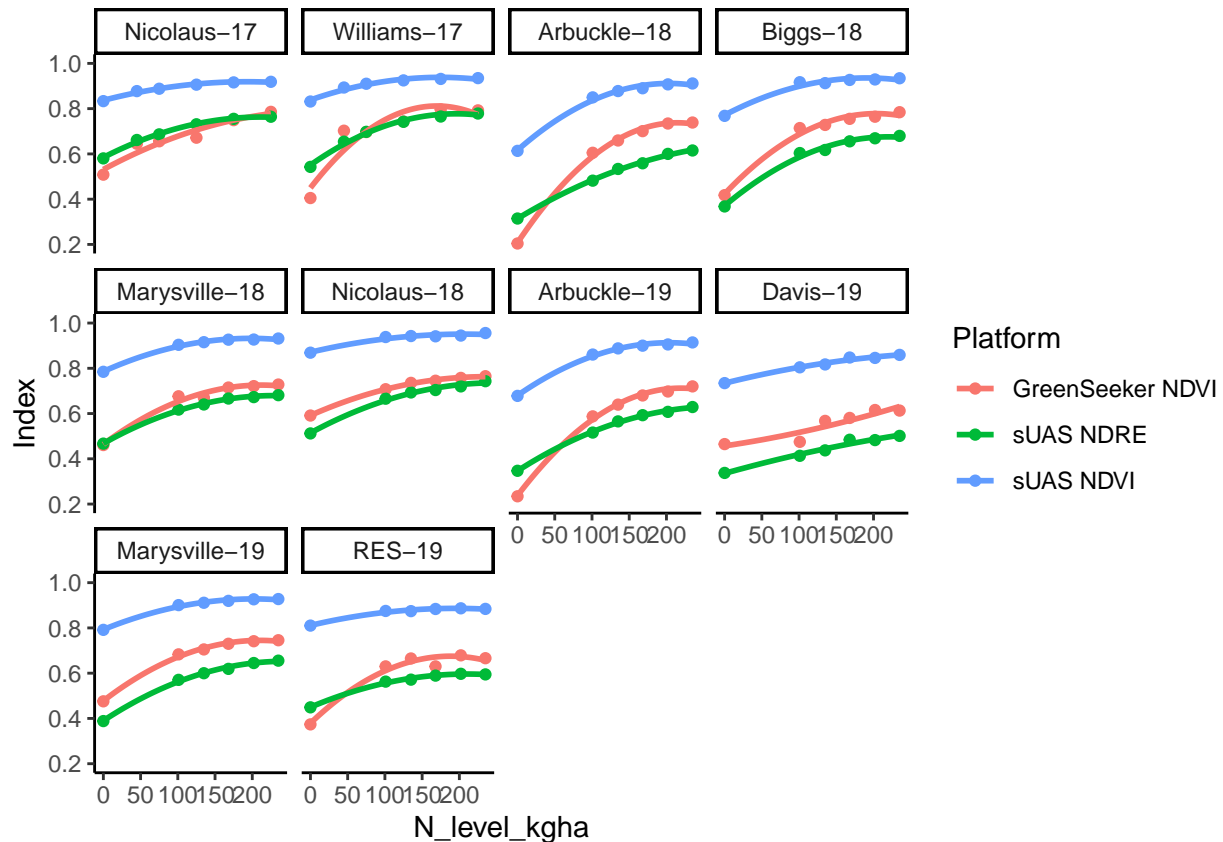 Nicolaus−17 Williams−17 Arbuckle−18 Biggs−18
1.0
0.8
0.6
0.4
0.2
Marysville−18 Nicolaus−18 Arbuckle−19 Davis−19
1.0
0.8
0.6
0.4
0.2
0 50 100 150 200 0 50 100 150 200
Marysville−19 RES−19
1.0
0.8
0.6
0.4
0.2
0 50 100 150 200 0 50 100 150 200
N_level_kgha
Index
Platform
GreenSeeker NDVI
sUAS NDRE
sUAS NDVI